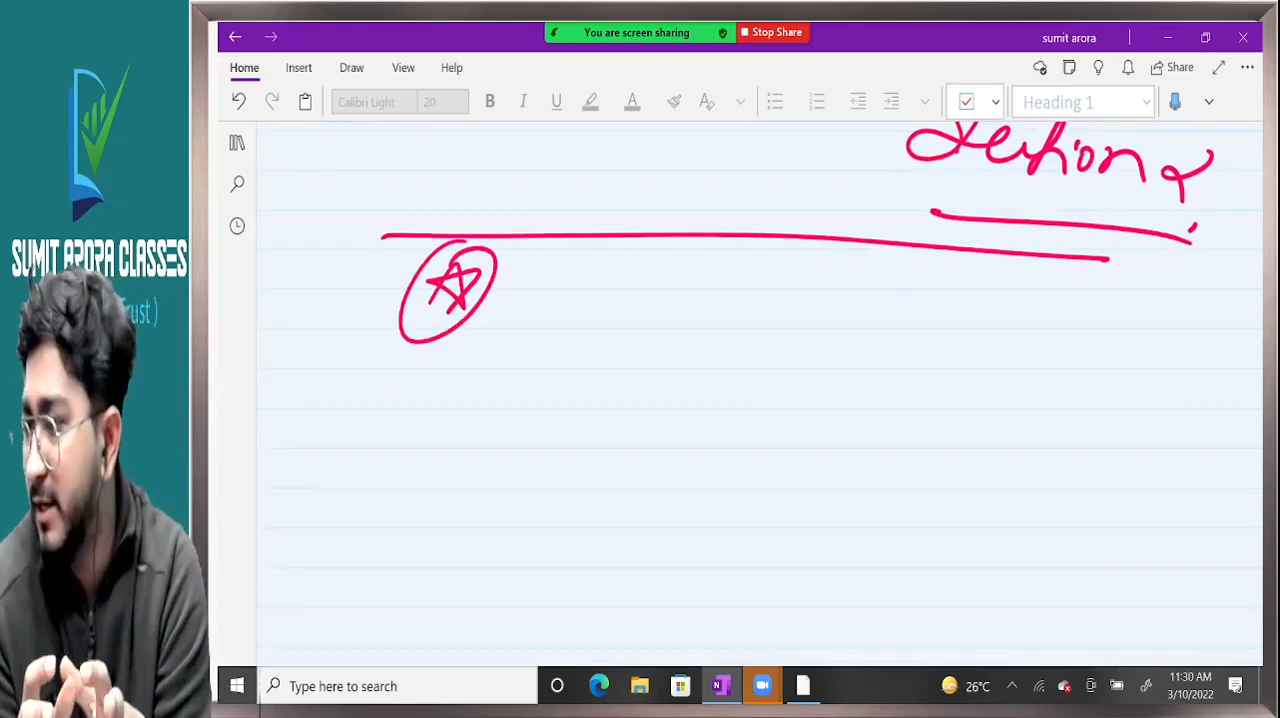 You are screen sharing
Stop Share
sumit arora
Home
Insert
Draw
View
Help
Share
Calibri Light
20
B
I
U
A
Heading 1
SUMIT ARORA CLASSES
Trust )
Type here to search
N
26°C
11:30 AM
3/10/2022